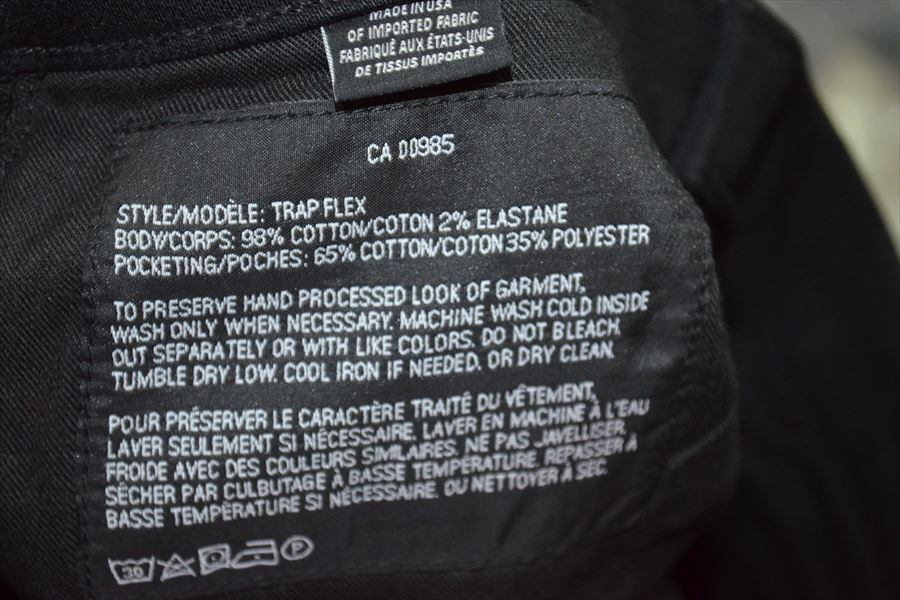 MADE IN USA
OF IMPORTED FABRIC
FABRIQUÉ AUX ÉTATS-UNIS
DE TISSUS IMPORTÉS
CA 00985
STYLE/MODÈLE: TRAP FLEX
BODY/CORPS: 98% COTTON/COTON 2% ELASTANE
POCKETING/POCHES: 65% COTTON/COTON 35% POLYESTER
TO PRESERVE HAND PROCESSED LOOK OF GARMENT,
WASH ONLY WHEN NECESSARY. MACHINE WASH COLD INSIDE
OUT SEPARATELY OR WITH LIKE COLORS. DO NOT BLEACH.
TUMBLE DRY LOW. COOL IRON IF NEEDED. OR DRY CLEAN.
POUR PRÉSERVER LE CARACTÈRE TRAITÉ DU VÊTEMENT,
LAVER SEULEMENT SI NÉCESSAIRE. LAVER EN MACHINE À L'EAU
FROIDE AVEC DES COULEURS SIMILAIRES. NE PAS JAVELLISER.
SÉCHER PAR CULBUTAGE À BASSE TEMPÉRATURE. REPASSER À
BASSE TEMPÉRATURE SI NÉCESSAIRE. OU NETTOYER À SEC.
30 P